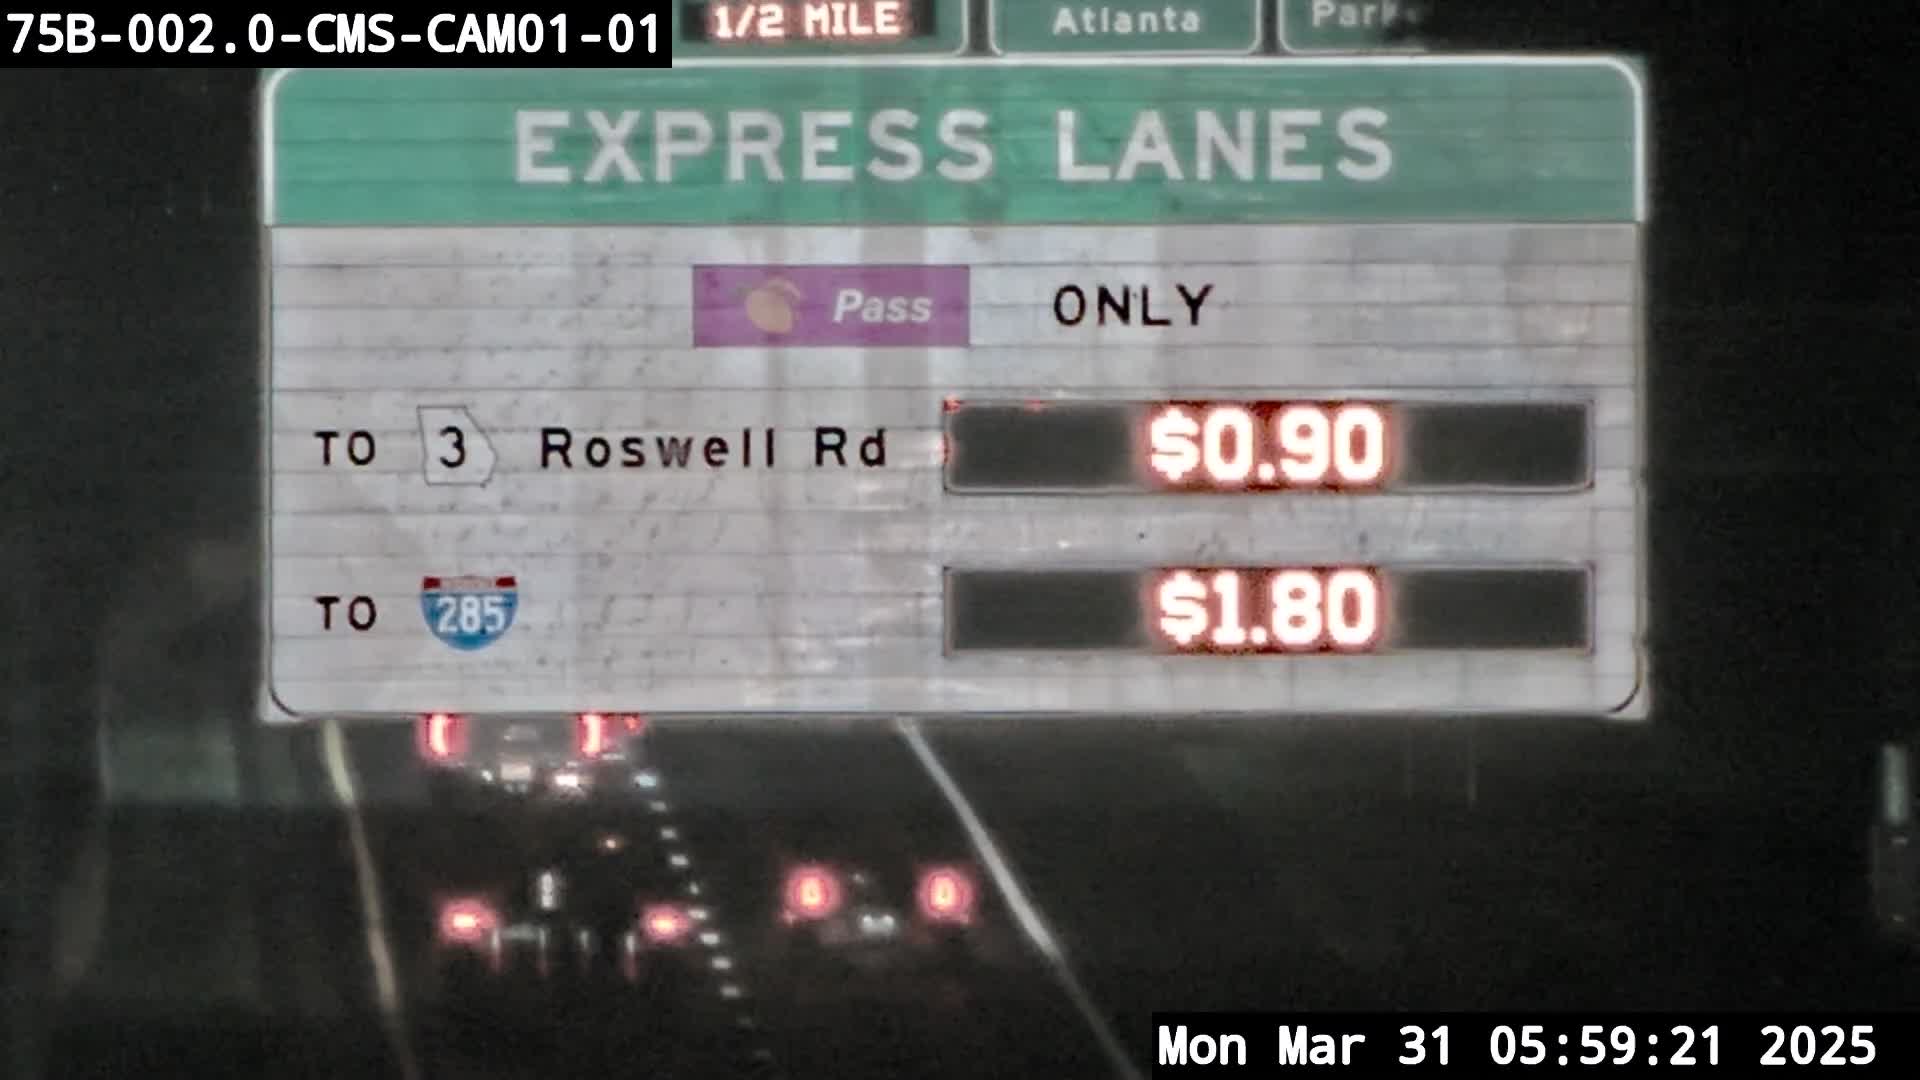 75B-002.0-CMS-CAM01-01
1/2 MILE
Atlanta
EXPRESS LANES
Pass ONLY
TO 3 Roswell Rd $0.90
TO 285 $1.80
Mon Mar 31 05:59:21 2025